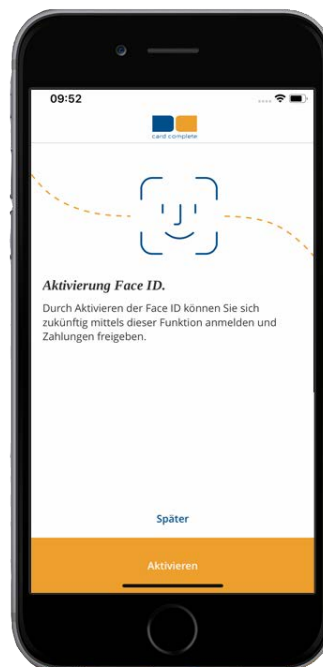 09:52
card complete
Aktivierung Face ID.
Durch Aktivieren der Face ID können Sie sich
zukünftig mittels dieser Funktion anmelden und
Zahlungen freigeben.
Später
Aktivieren